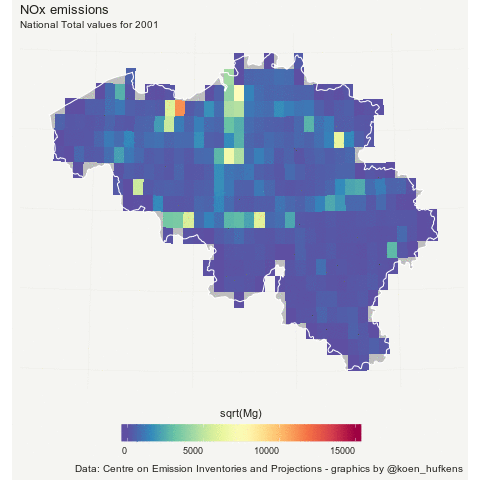 NOx emissions
National Total values for 2001
sqrt(Mg)
0 5000 10000 15000
Data: Centre on Emission Inventories and Projections - graphics by @koen_hufkens